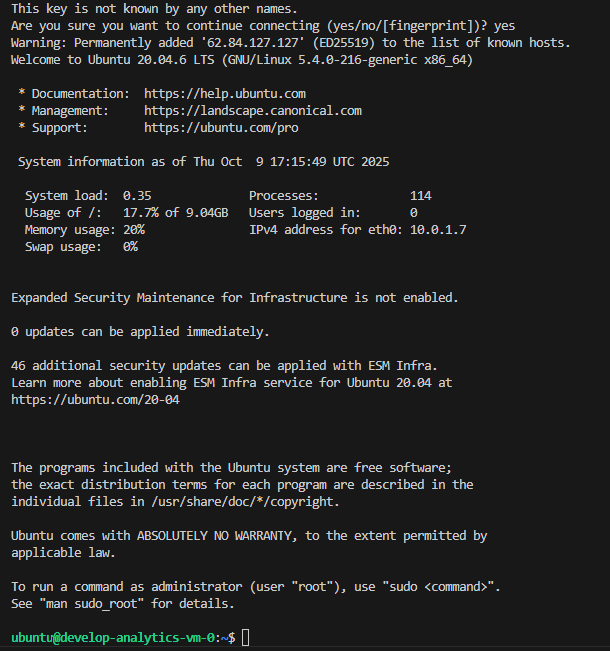 This key is not known by any other names.
Are you sure you want to continue connecting (yes/no/[fingerprint])? yes
Warning: Permanently added '62.84.127.127' (ED25519) to the list of known hosts.
Welcome to Ubuntu 20.04.6 LTS (GNU/Linux 5.4.0-216-generic x86_64)

 * Documentation:  https://help.ubuntu.com
 * Management:     https://landscape.canonical.com
 * Support:        https://ubuntu.com/pro

 System information as of Thu Oct  9 17:15:49 UTC 2025

  System load:  0.35              Processes:             114
  Usage of /:   17.7% of 9.04GB   Users logged in:       0
  Memory usage: 20%               IPv4 address for eth0: 10.0.1.7
  Swap usage:   0%

Expanded Security Maintenance for Infrastructure is not enabled.

0 updates can be applied immediately.

46 additional security updates can be applied with ESM Infra.
Learn more about enabling ESM Infra service for Ubuntu 20.04 at
https://ubuntu.com/20-04

The programs included with the Ubuntu system are free software;
the exact distribution terms for each program are described in the
individual files in /usr/share/doc/*/copyright.

Ubuntu comes with ABSOLUTELY NO WARRANTY, to the extent permitted by
applicable law.

To run a command as administrator (user "root"), use "sudo <command>".
See "man sudo_root" for details.

ubuntu@develop-analytics-vm-0:~$